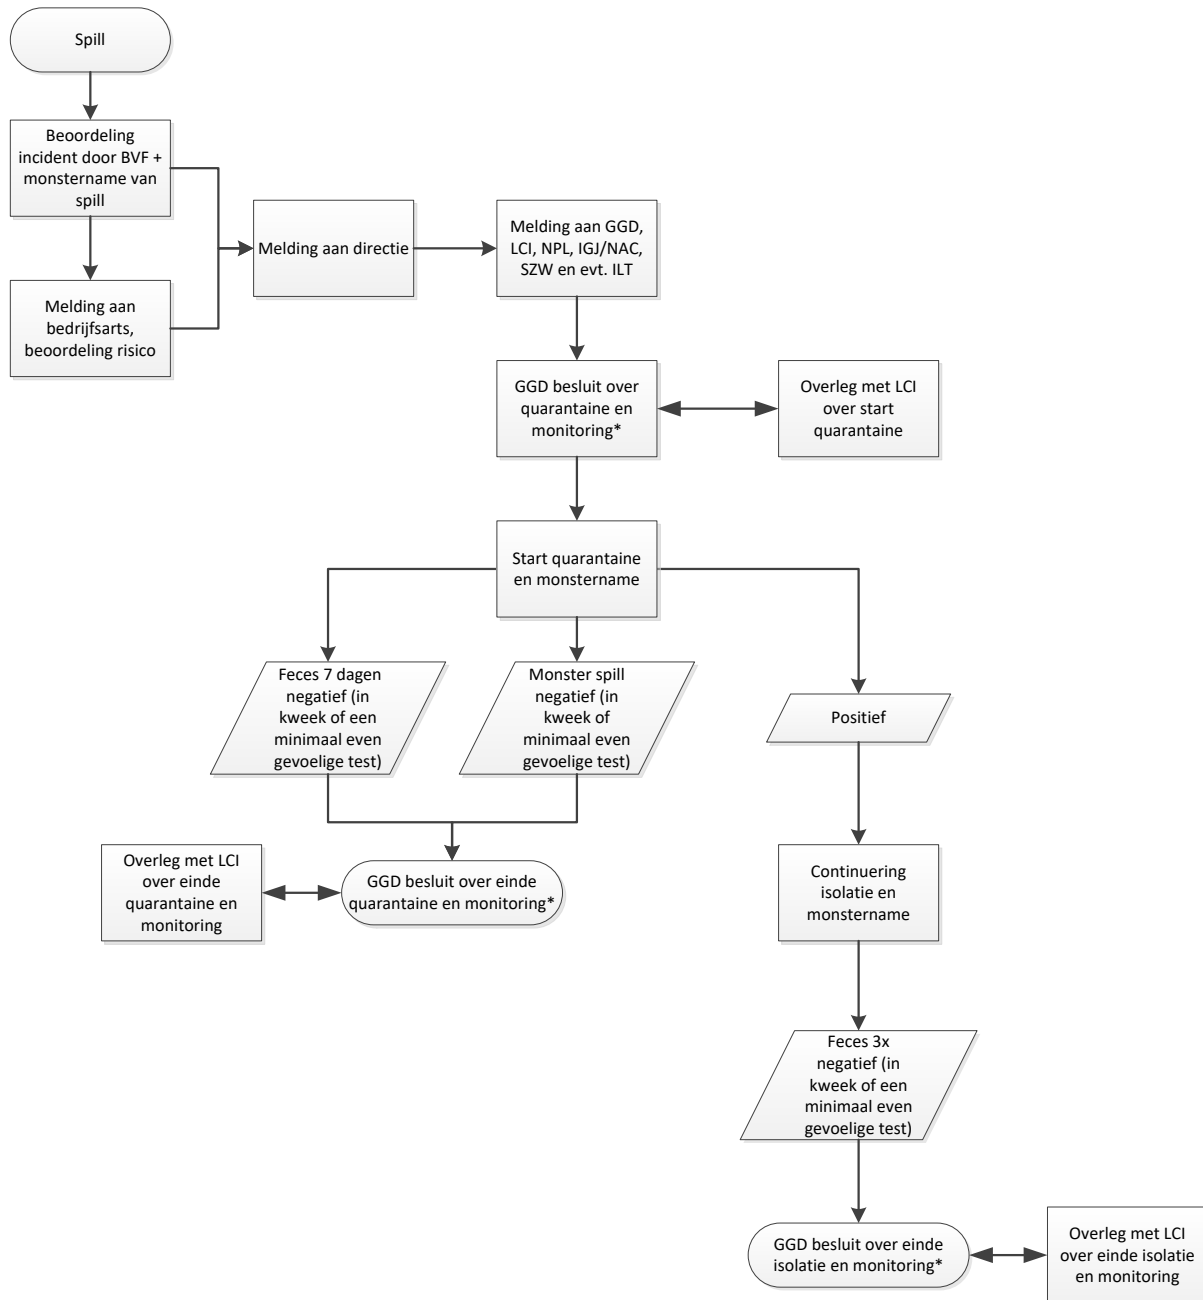 Spill
Beoordeling
incident door BVF +
monstername van
spill
Melding aan
bedrijfsarts,
beoordeling risico
Melding aan directie
Melding aan GGD,
LCI, NPL, IGJ/NAC,
SZW en evt. ILT
GGD besluit over
quarantaine en
monitoring*
Overleg met LCI
over start
quarantaine
Start quarantaine
en monstername
Feces 7 dagen
negatief (in
kweek of een
minimaal even
gevoelige test)
Monster spill
negatief (in
kweek of
minimaal even
gevoelige test)
Positief
Overleg met LCI
over einde
quarantaine en
monitoring
GGD besluit over einde
quarantaine en monitoring*
Continuering
isolatie en
monstername
Feces 3x
negatief (in
kweek of een
minimaal even
gevoelige test)
GGD besluit over einde
isolatie en monitoring*
Overleg met LCI
over einde isolatie
en monitoring